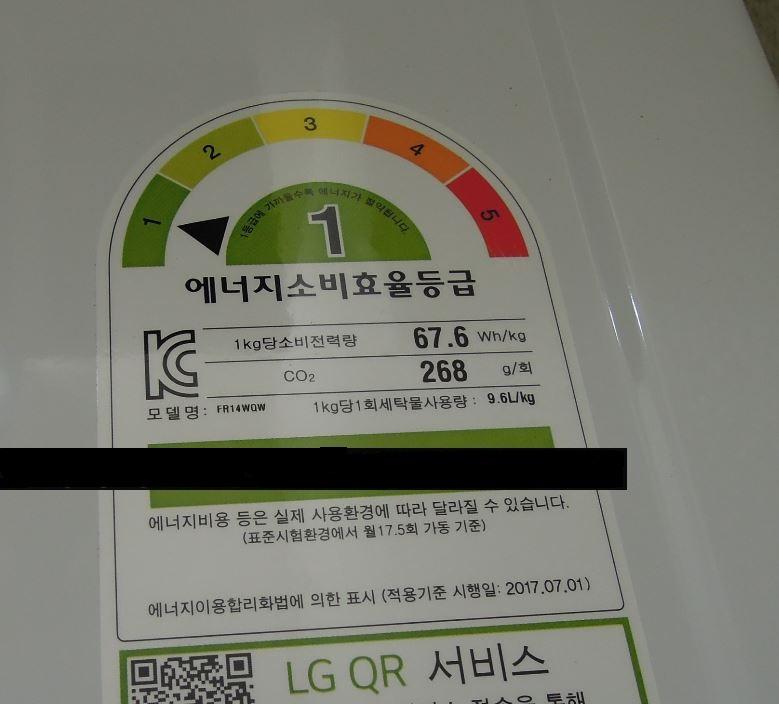 1
2
3
4
5
1등급에 가까울수록 에너지가 절약됩니다.
1
에너지소비효율등급
1kg당소비전력량 67.6 Wh/kg
CO₂ 268 g/회
모델명: FR14WQW 1kg당1회세탁물사용량 : 9.6L/kg
에너지비용 등은 실제 사용환경에 따라 달라질 수 있습니다.
(표준시험환경에서 월17.5회 가동 기준)
에너지이용합리화법에 의한 표시 (적용기준 시행일: 2017.07.01)
LG QR 서비스
접수은 통해